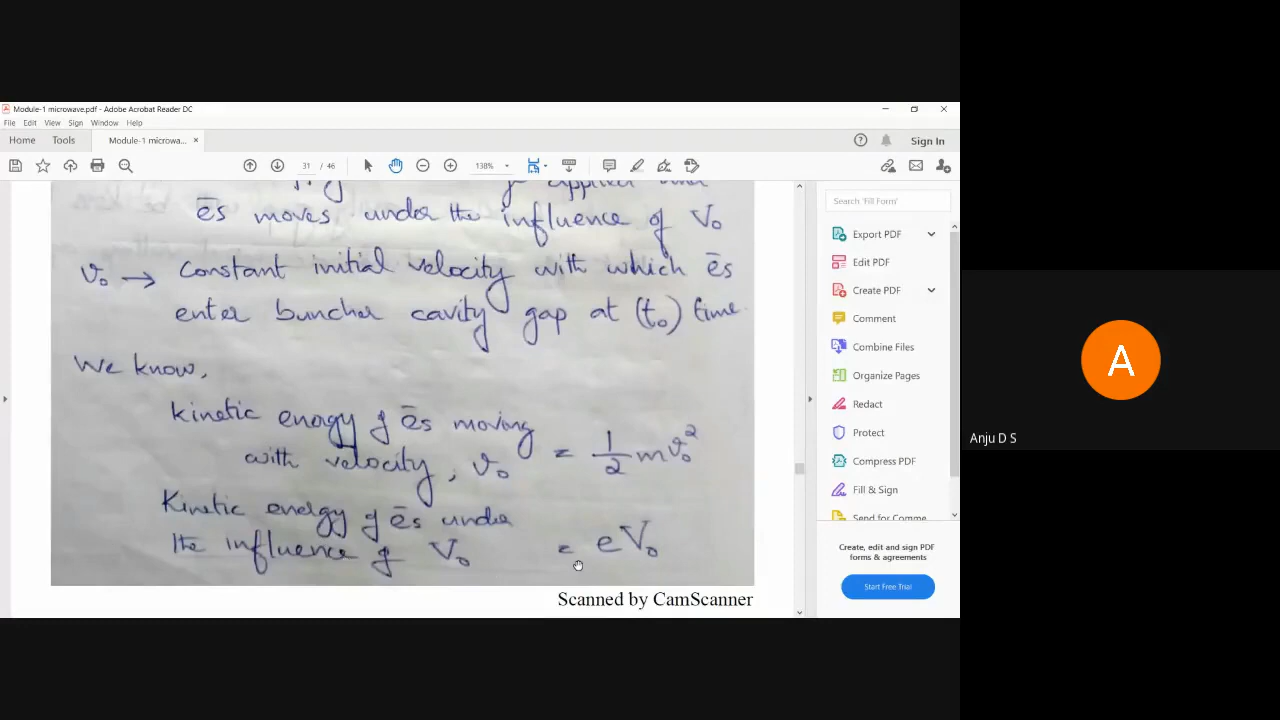 Module-1 microwave.pdf - Adobe Acrobat Reader DC
File Edit View Sign Window Help
Home Tools Module-1 microwa... × Sign In
31 / 46 138%
ēs moves under the influence of V₀
v₀ → Constant initial velocity with which ēs
enter buncher cavity gap at (t₀) time.
We know,
Kinetic energy of ēs moving
with velocity, v₀ = 1/2 mv₀²
Kinetic energy of ēs under
the influence of V₀ = eV₀
Scanned by CamScanner
Search 'Fill Form'
Export PDF
Edit PDF
Create PDF
Comment
Combine Files
Organize Pages
Redact
Protect
Compress PDF
Fill & Sign
Send for Comme
Create, edit and sign PDF
forms & agreements
Start Free Trial
A
Anju D S